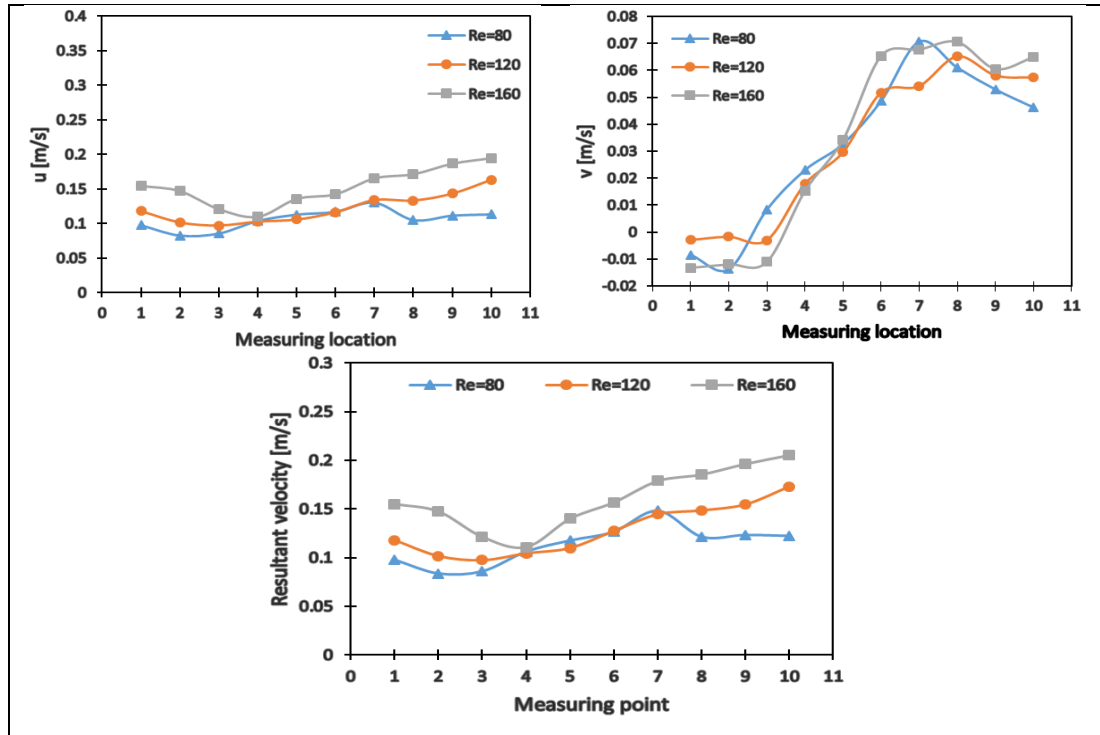 0.4
0.35
0.3
0.25
0.2
0.15
0.1
0.05
0
u [m/s]
Re=80
Re=120
Re=160
0 1 2 3 4 5 6 7 8 9 10 11
Measuring location
0.08
0.07
0.06
0.05
0.04
0.03
0.02
0.01
0
-0.01
-0.02
v [m/s]
Re=80
Re=120
Re=160
0 1 2 3 4 5 6 7 8 9 10 11
Measuring location
0.3
0.25
0.2
0.15
0.1
0.05
0
Resultant velocity [m/s]
Re=80 Re=120 Re=160
0 1 2 3 4 5 6 7 8 9 10 11
Measuring point